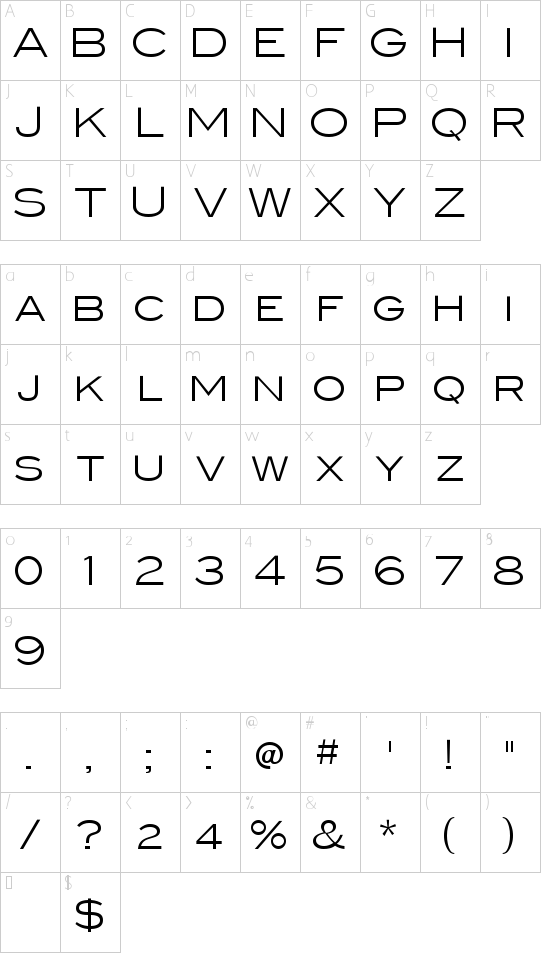 A B C D E F G H I
A B C D E F G H I
J K L M N O P Q R
J K L M N O P Q R
S T U V W X Y Z
S T U V W X Y Z
a b c d e f g h i
A B C D E F G H I
j k l m n o p q r
J K L M N O P Q R
s t u v w x y z
S T U V W X Y Z
0 1 2 3 4 5 6 7 8
0 1 2 3 4 5 6 7 8
9
9
. , ; : @ # ' ! "
. , ; : @ # ' ! "
/ ? < > % & * ( )
/ ? 2 4 % & * ( )
$
$